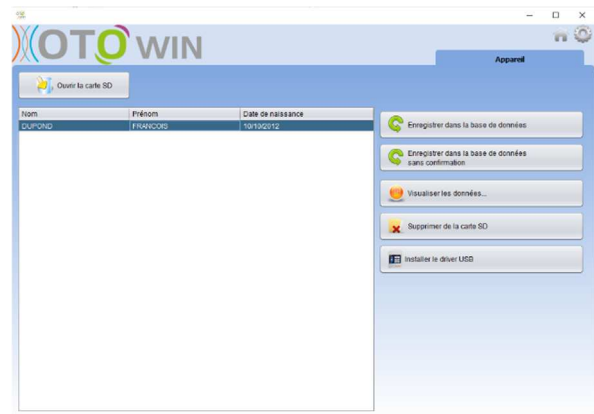 OTO WIN
Appareil
Ouvrir la carte SD
Nom Prénom Date de naissance
DUPOND FRANCOIS 10/10/2012
Enregistrer dans la base de données
Enregistrer dans la base de données
sans confirmation
Visualiser les données...
Supprimer de la carte SD
Installer le driver USB